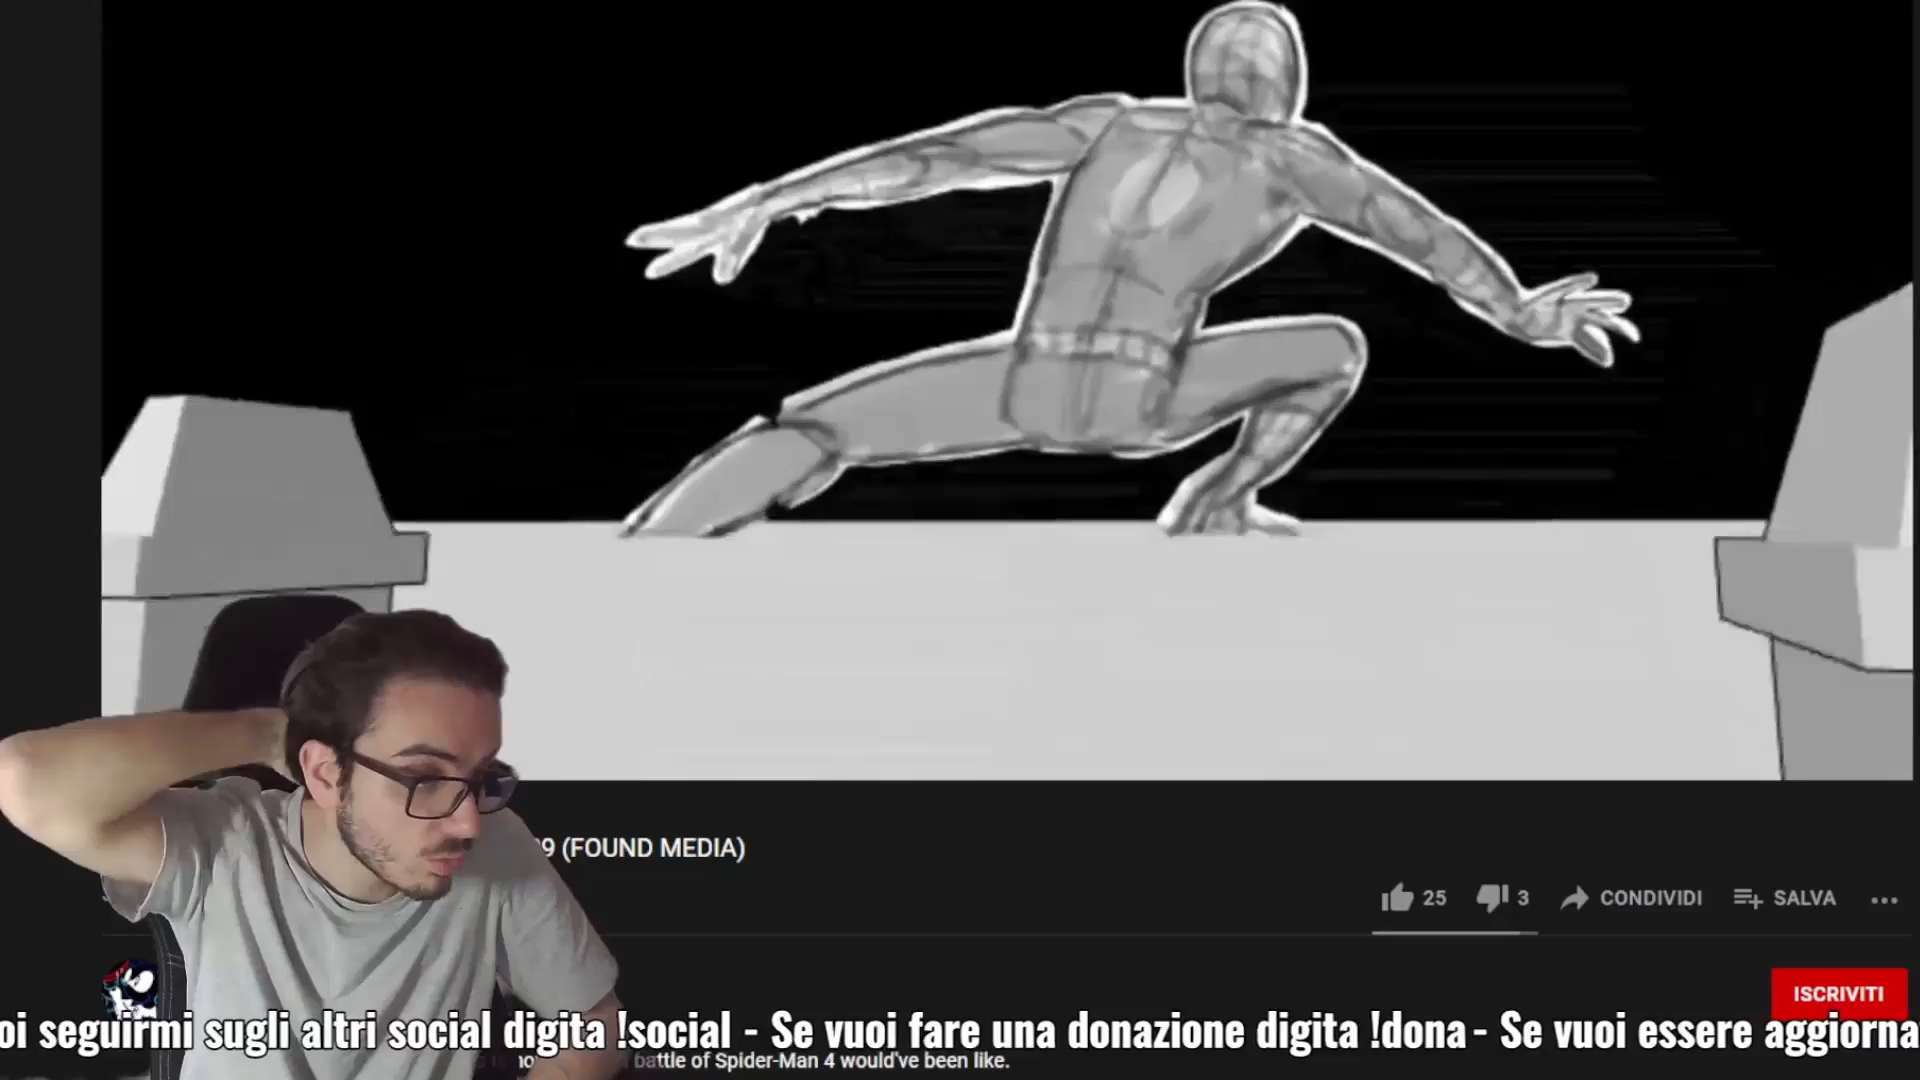 9 (FOUND MEDIA)
25 3 CONDIVIDI SALVA
ISCRIVITI
oi seguirmi sugli altri social digita !social - Se vuoi fare una donazione digita !dona - Se vuoi essere aggiorna
battle of Spider-Man 4 would've been like.